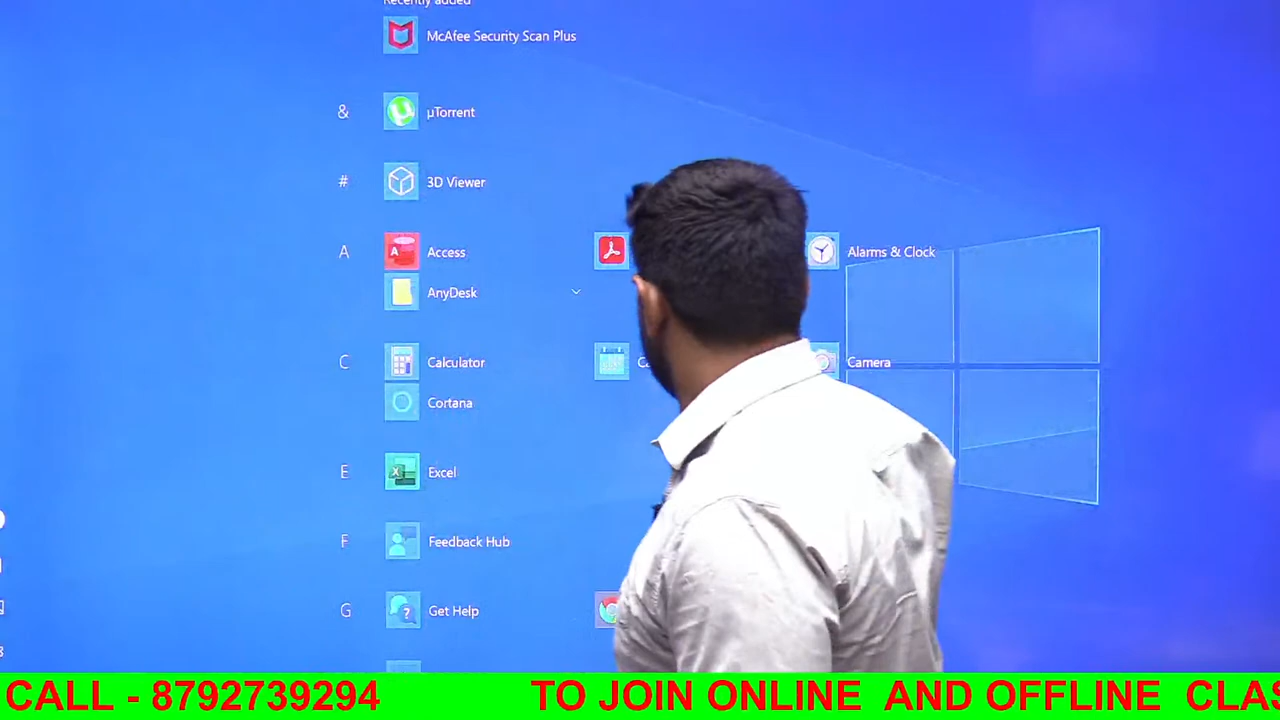 Recently added
McAfee Security Scan Plus
&
µTorrent
#
3D Viewer
A
Access
Alarms & Clock
AnyDesk
C
Calculator
Camera
Cortana
E
Excel
F
Feedback Hub
G
Get Help
CALL - 8792739294 TO JOIN ONLINE AND OFFLINE CLAS